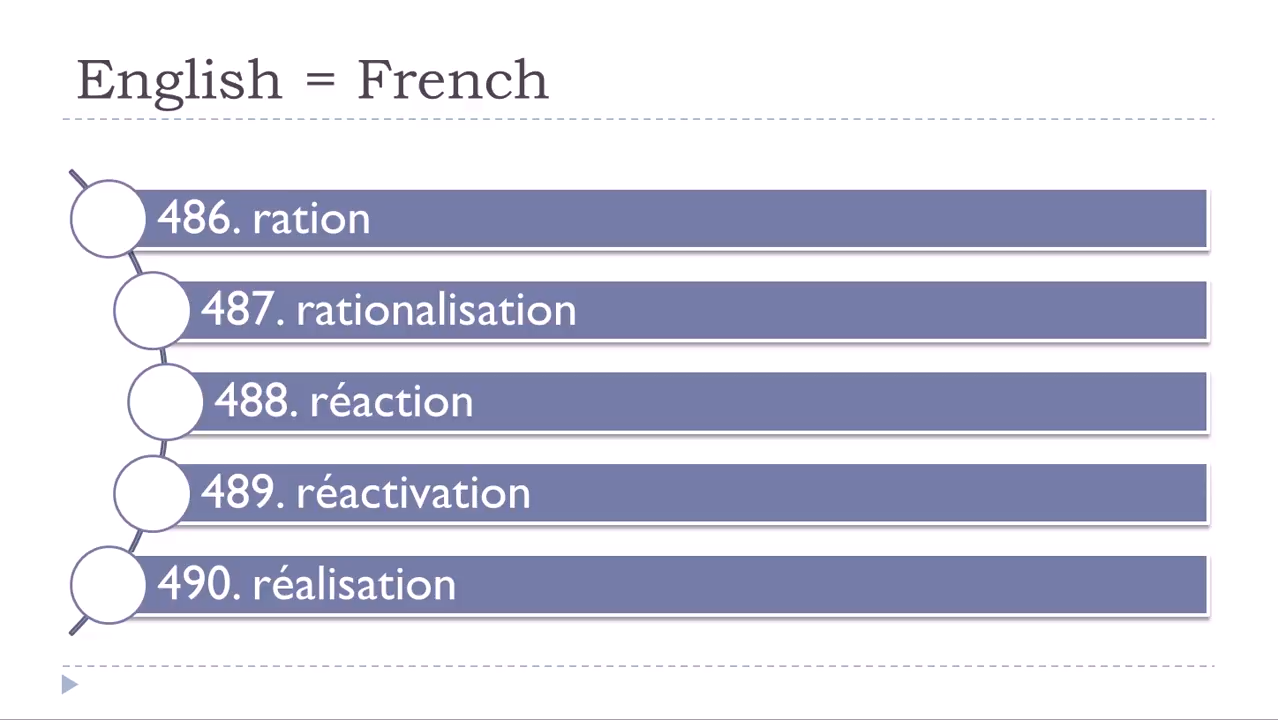 English = French
486. ration
487. rationalisation
488. réaction
489. réactivation
490. réalisation